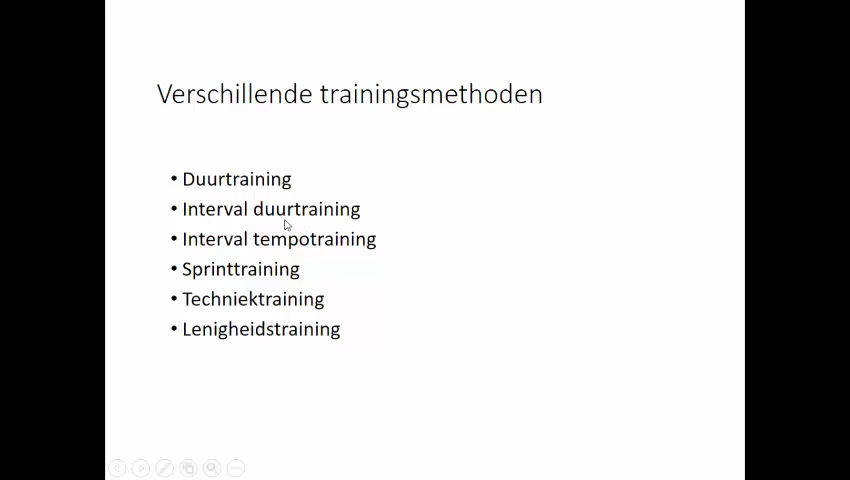 Verschillende trainingsmethoden
• Duurtraining
• Interval duurtraining
• Interval tempotraining
• Sprinttraining
• Techniektraining
• Lenigheidstraining